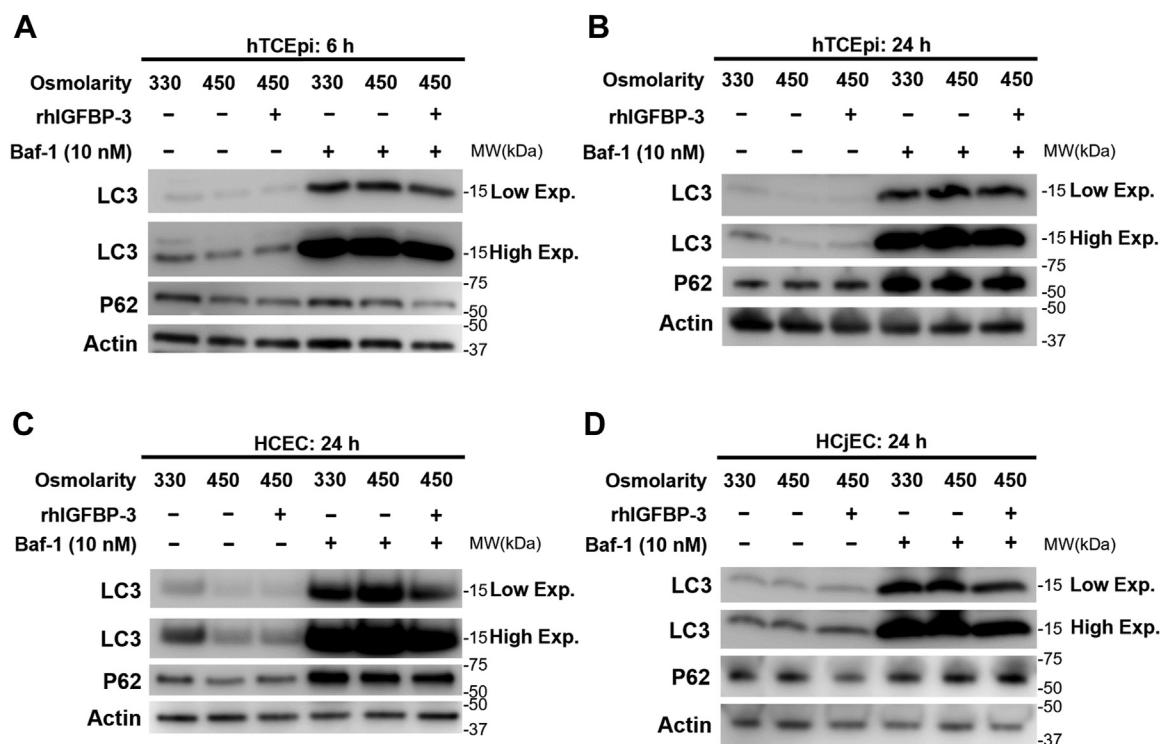 A
hTCEpi: 6 h
Osmolarity 330 450 450 330 450 450
rhIGFBP-3 – – + – – +
Baf-1 (10 nM) – – – + + + MW(kDa)
LC3 -15 Low Exp.
LC3 -15 High Exp.
-75
P62 -50
-50
Actin -37
B
hTCEpi: 24 h
Osmolarity 330 450 450 330 450 450
rhIGFBP-3 – – + – – +
Baf-1 (10 nM) – – – + + + MW(kDa)
LC3 -15 Low Exp.
LC3 -15 High Exp.
75
P62 50
50
Actin -37
C
HCEC: 24 h
Osmolarity 330 450 450 330 450 450
rhIGFBP-3 – – + – – +
Baf-1 (10 nM) – – – + + + MW(kDa)
LC3 -15 Low Exp.
LC3 -15 High Exp.
-75
P62 -50
-50
Actin -37
D
HCjEC: 24 h
Osmolarity 330 450 450 330 450 450
rhIGFBP-3 – – + – – +
Baf-1 (10 nM) – – – + + + MW(kDa)
LC3 -15 Low Exp.
LC3 -15 High Exp.
-75
P62 -50
-50
Actin -37